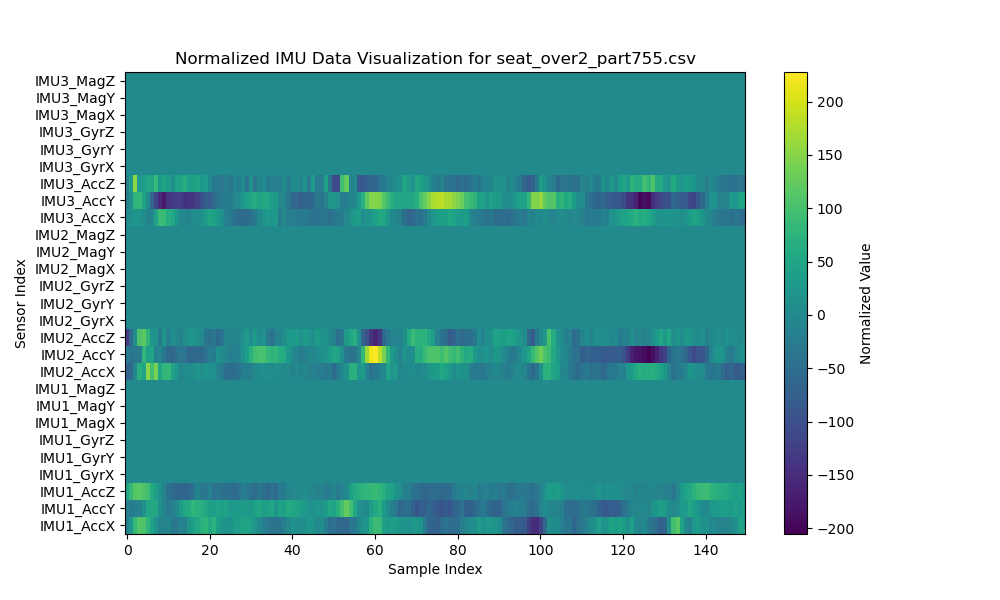 Normalized IMU Data Visualization for seat_over2_part755.csv
IMU3_MagZ
IMU3_MagY
IMU3_MagX
IMU3_GyrZ
IMU3_GyrY
IMU3_GyrX
IMU3_AccZ
IMU3_AccY
IMU3_AccX
IMU2_MagZ
IMU2_MagY
IMU2_MagX
IMU2_GyrZ
IMU2_GyrY
IMU2_GyrX
IMU2_AccZ
IMU2_AccY
IMU2_AccX
IMU1_MagZ
IMU1_MagY
IMU1_MagX
IMU1_GyrZ
IMU1_GyrY
IMU1_GyrX
IMU1_AccZ
IMU1_AccY
IMU1_AccX
Sensor Index
0 20 40 60 80 100 120 140
Sample Index
200
150
100
50
0
−50
−100
−150
−200
Normalized Value